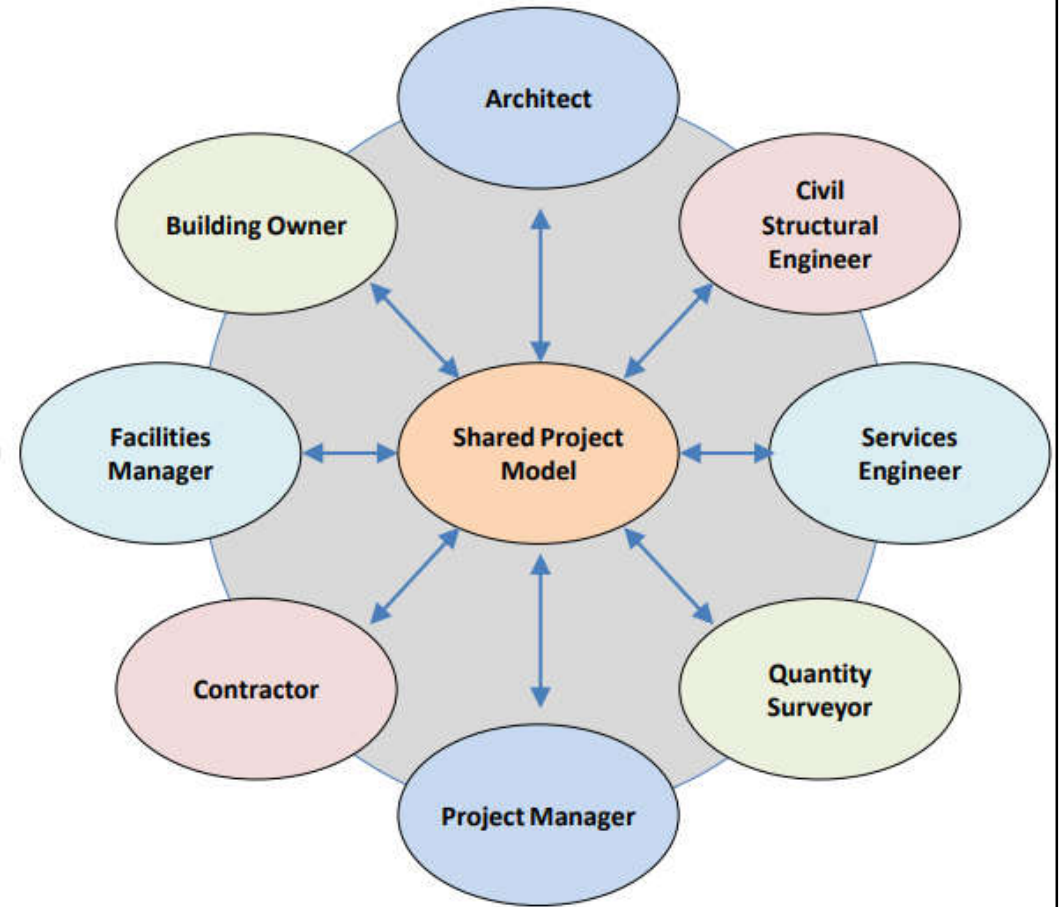 Architect
Building Owner
Civil
Structural
Engineer
Facilities
Manager
Shared Project
Model
Services
Engineer
Contractor
Quantity
Surveyor
Project Manager